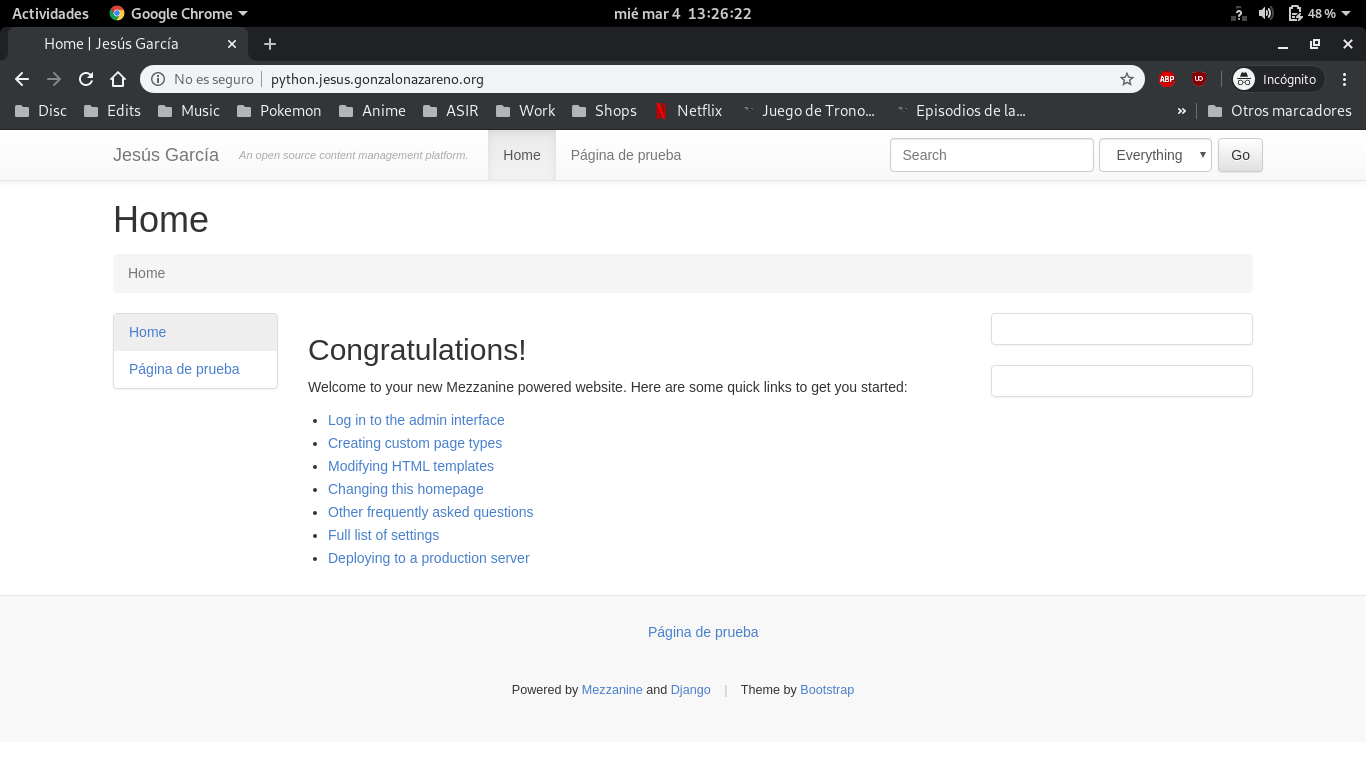 Actividades Google Chrome mié mar 4 13:26:22 48 %
Home | Jesús García
No es seguro python.jesus.gonzalonazareno.org ABP Incógnito
Disc Edits Music Pokemon Anime ASIR Work Shops Netflix Juego de Trono... Episodios de la... » Otros marcadores
Jesús García An open source content management platform. Home Página de prueba Search Everything Go
Home
Home
Home
Página de prueba
Congratulations!
Welcome to your new Mezzanine powered website. Here are some quick links to get you started:
Log in to the admin interface
Creating custom page types
Modifying HTML templates
Changing this homepage
Other frequently asked questions
Full list of settings
Deploying to a production server
Página de prueba
Powered by Mezzanine and Django | Theme by Bootstrap